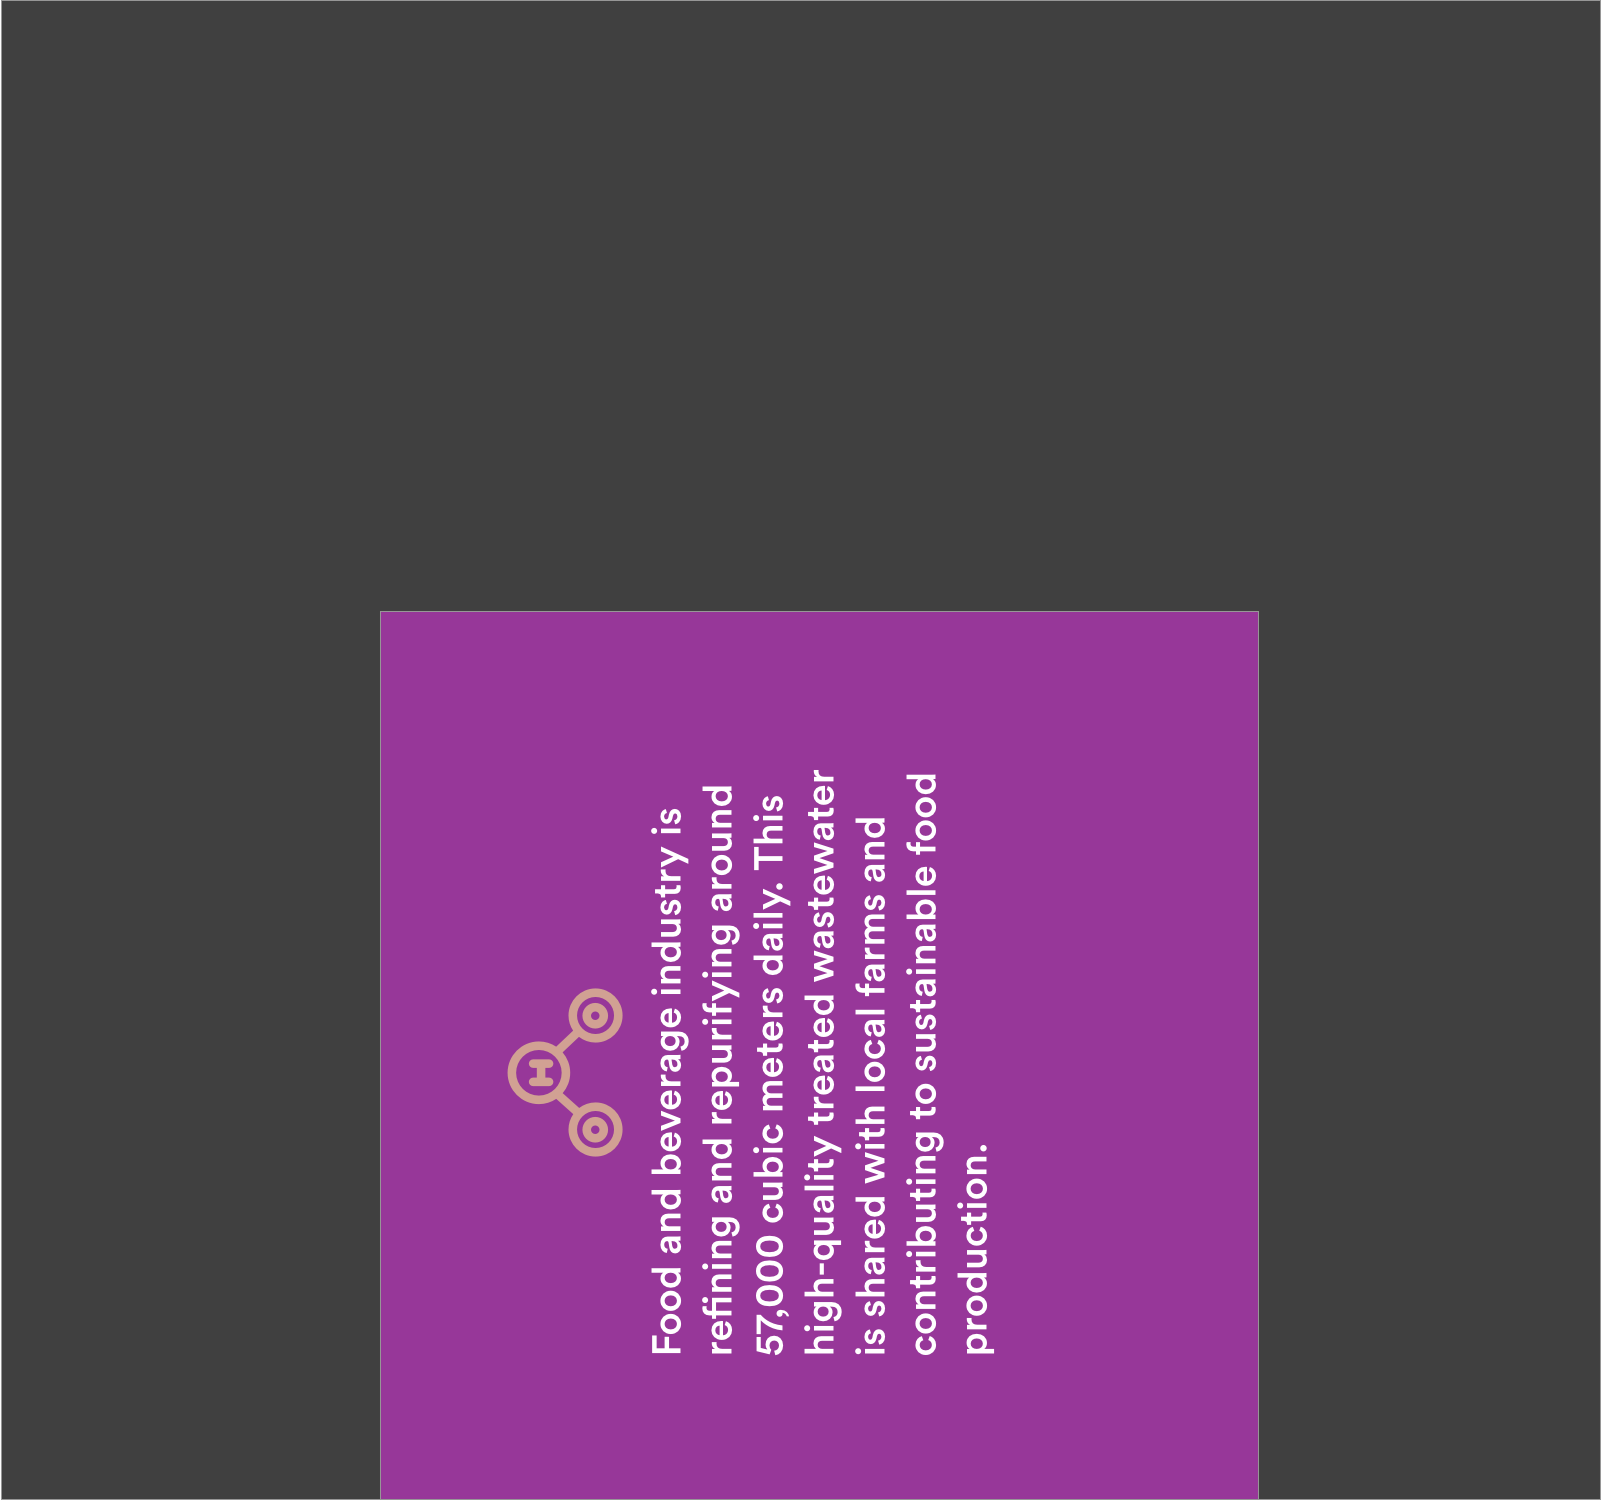 H
Food and beverage industry is
refining and repurifying around
57,000 cubic meters daily. This
high-quality treated wastewater
is shared with local farms and
contributing to sustainable food
production.